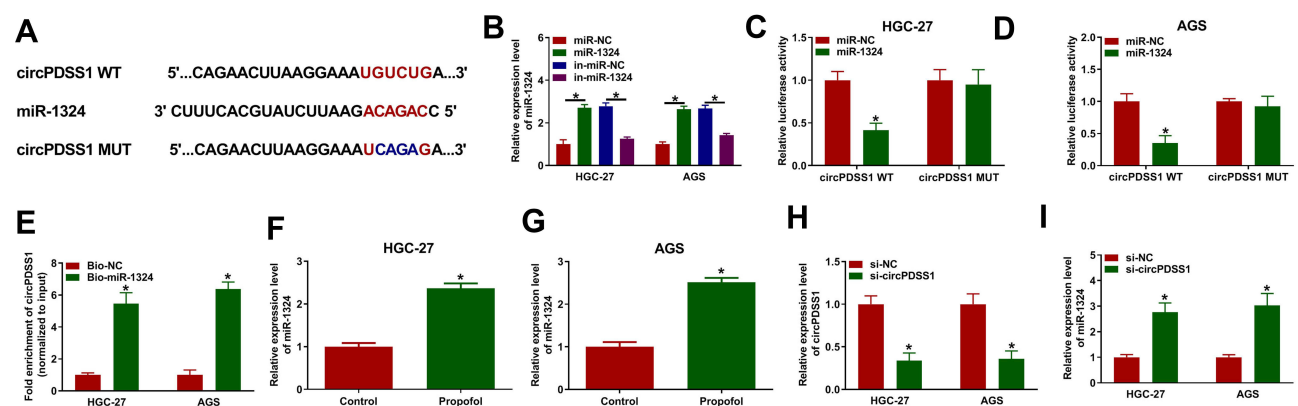 A
circPDSS1 WT 5'...CAGAACUUAAGGAAAUGUCUGA...3'
miR-1324 3' CUUUCACGUAUCUUAAGACAGACC 5'
circPDSS1 MUT 5'...CAGAACUUAAGGAAAUCAGAGA...3'
B
Relative expression level
of miR-1324
6
4
2
0
miR-NC
miR-1324
in-miR-NC
in-miR-1324
* * * *
HGC-27 AGS
C
HGC-27
Relative luciferase activity
2.0
1.5
1.0
0.5
0.0
miR-NC
miR-1324
*
circPDSS1 WT circPDSS1 MUT
D
AGS
Relative luciferase activity
2.0
1.5
1.0
0.5
0.0
miR-NC
miR-1324
*
circPDSS1 WT circPDSS1 MUT
E
Fold enrichment of circPDSS1
(normalized to input)
8
6
4
2
0
Bio-NC
Bio-miR-1324
* *
HGC-27 AGS
F
HGC-27
Relative expression level
of miR-1324
3
2
1
0
*
Control Propofol
G
AGS
Relative expression level
of miR-1324
3
2
1
0
*
Control Propofol
H
Relative expression level
of circPDSS1
1.5
1.0
0.5
0.0
si-NC
si-circPDSS1
* *
HGC-27 AGS
I
Relative expression level
of miR-1324
5
4
3
2
1
0
si-NC
si-circPDSS1
* *
HGC-27 AGS